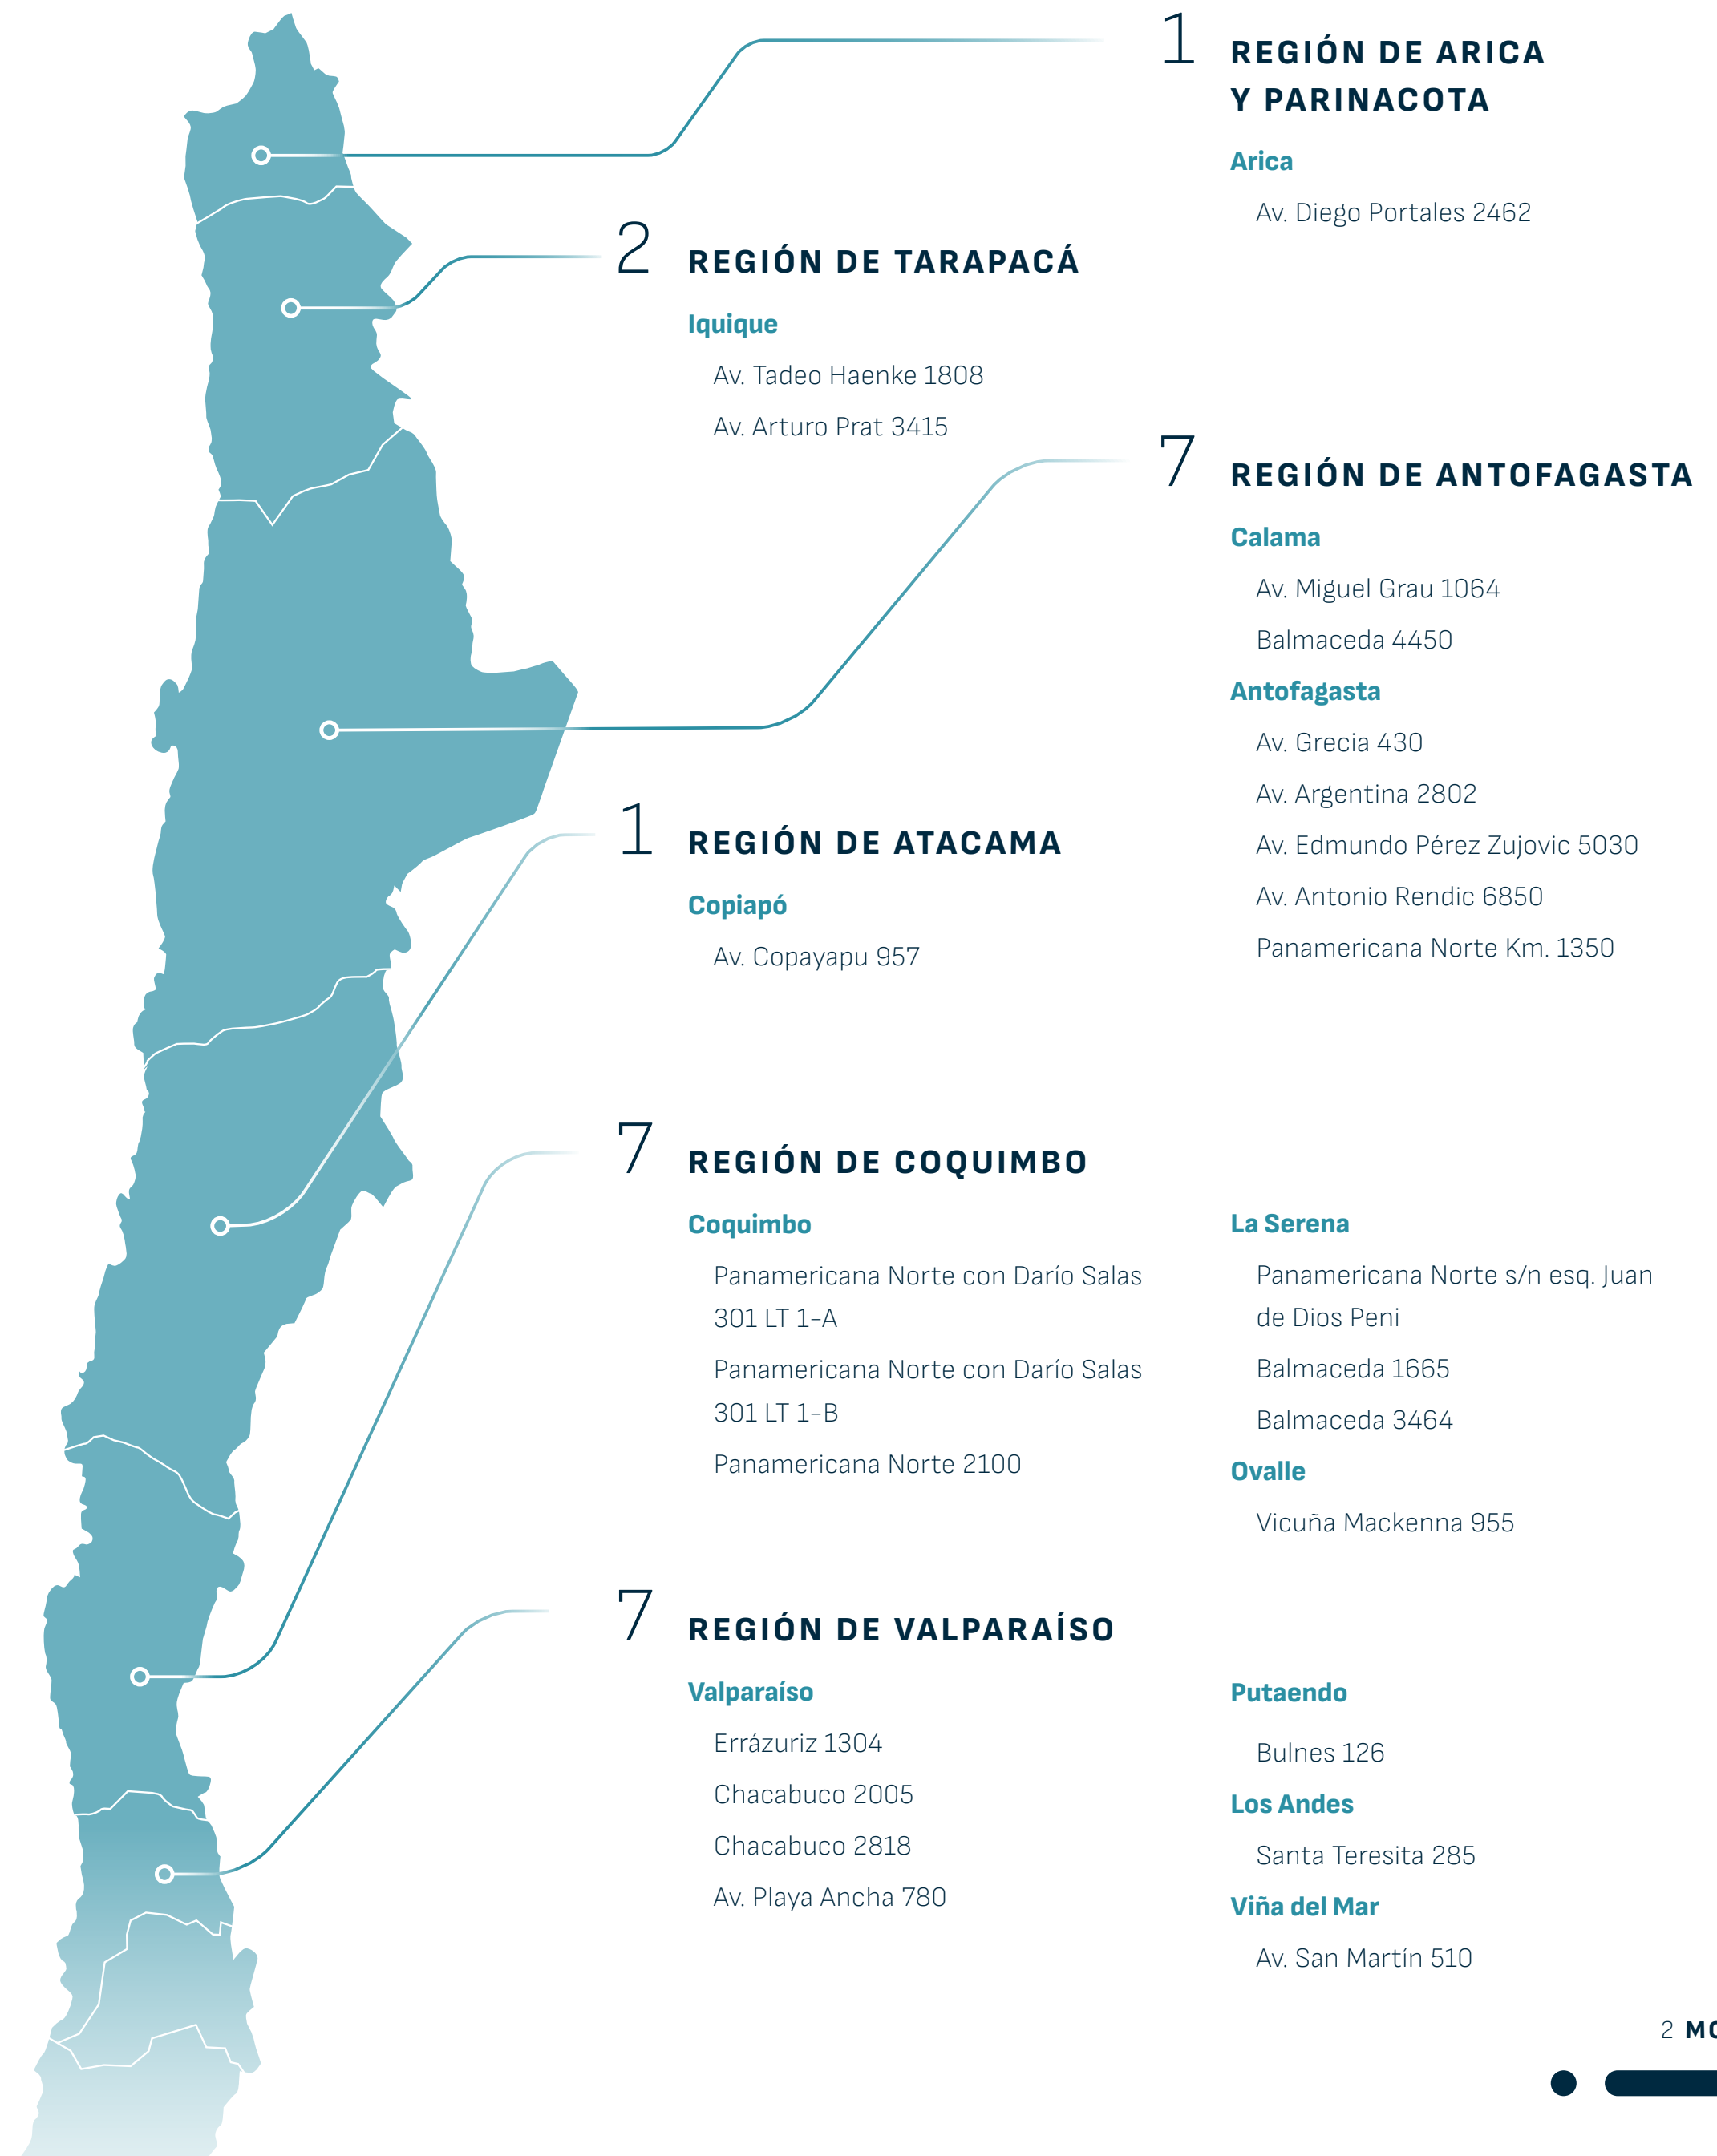 1 REGIÓN DE ARICA
Y PARINACOTA
Arica
Av. Diego Portales 2462
2 REGIÓN DE TARAPACÁ
Iquique
Av. Tadeo Haenke 1808
Av. Arturo Prat 3415
7 REGIÓN DE ANTOFAGASTA
Calama
Av. Miguel Grau 1064
Balmaceda 4450
Antofagasta
Av. Grecia 430
Av. Argentina 2802
Av. Edmundo Pérez Zujovic 5030
Av. Antonio Rendic 6850
Panamericana Norte Km. 1350
1 REGIÓN DE ATACAMA
Copiapó
Av. Copayapu 957
7 REGIÓN DE COQUIMBO
Coquimbo
Panamericana Norte con Darío Salas
301 LT 1-A
Panamericana Norte con Darío Salas
301 LT 1-B
Panamericana Norte 2100
La Serena
Panamericana Norte s/n esq. Juan
de Dios Peni
Balmaceda 1665
Balmaceda 3464
Ovalle
Vicuña Mackenna 955
7 REGIÓN DE VALPARAÍSO
Valparaíso
Errázuriz 1304
Chacabuco 2005
Chacabuco 2818
Av. Playa Ancha 780
Putaendo
Bulnes 126
Los Andes
Santa Teresita 285
Viña del Mar
Av. San Martín 510
2